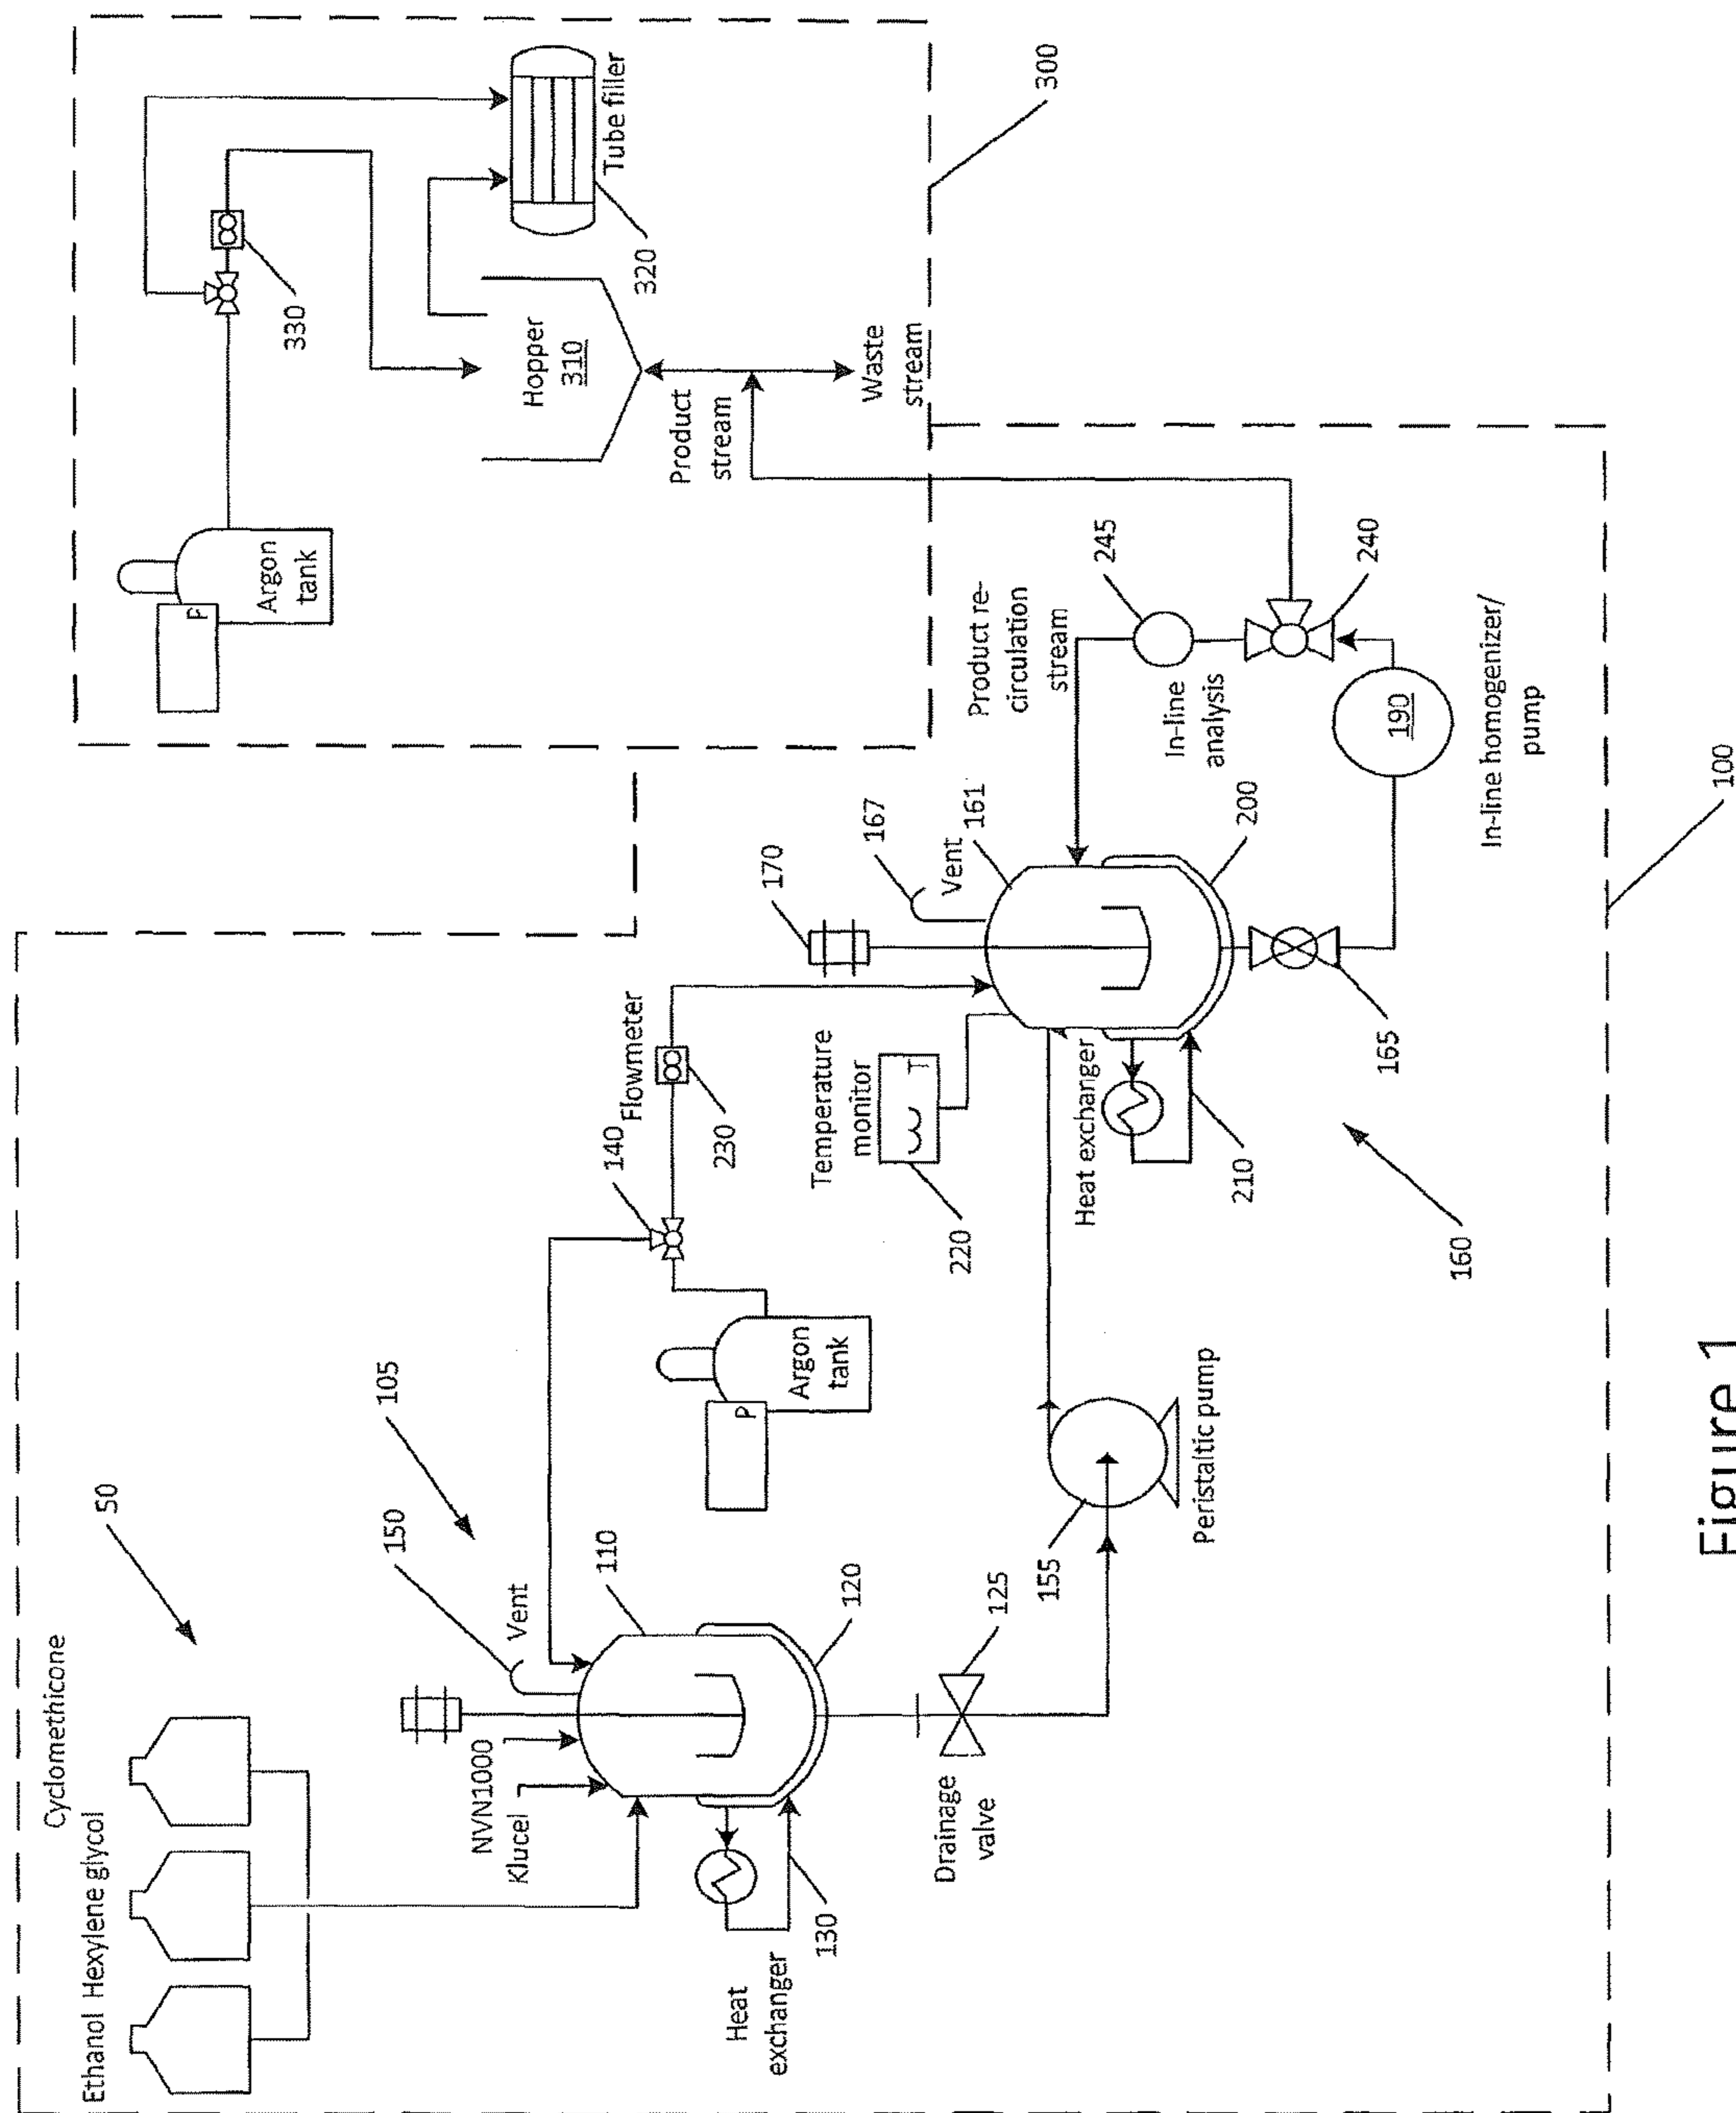 Cyclomethicone
Ethanol Hexylene glycol
50
105
150
Vent
110
NVN1000
Klucel
120
125
Heat
exchanger
130
Drainage
valve
155
Peristaltic pump
P
Argon
tank
140
Flowmeter
230
Temperature
monitor
T
220
170
167
Vent
161
200
Heat exchanger
210
165
160
Product re-
circulation
stream
In-line
analysis
245
240
190
In-line homogenizer/
pump
100
P
Argon
tank
330
Hopper
310
Tube filler
320
Product
stream
Waste
stream
300
Figure 1